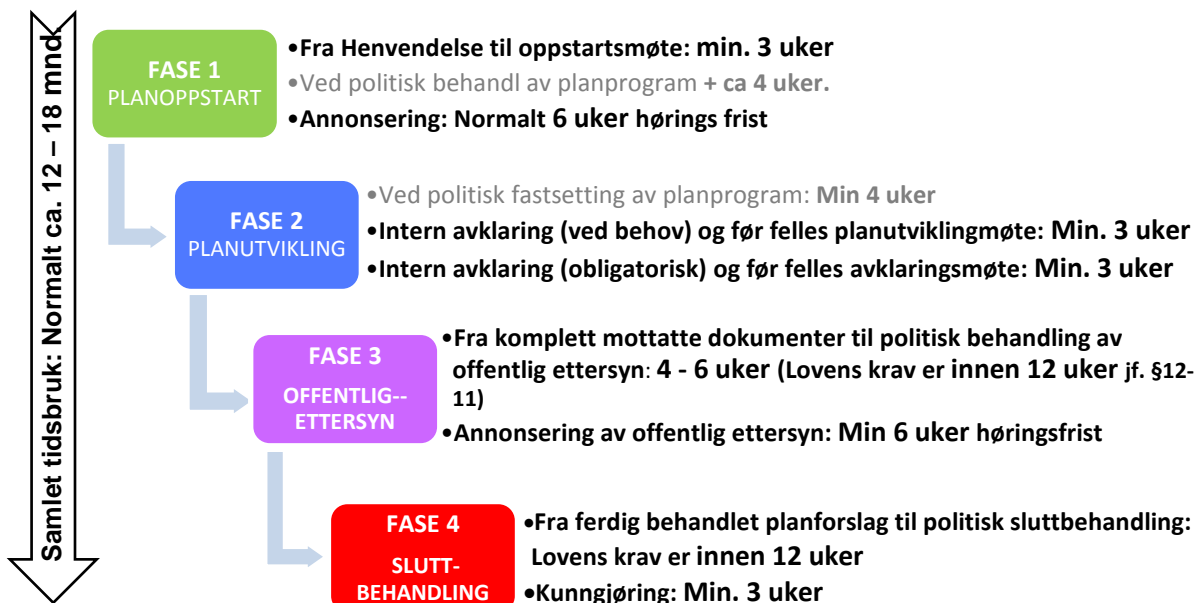 Samlet tidsbruk: Normalt ca. 12 – 18 mnd.
FASE 1
PLANOPPSTART
•Fra Henvendelse til oppstartsmøte: min. 3 uker
•Ved politisk behandl av planprogram + ca 4 uker.
•Annonsering: Normalt 6 uker hørings frist
FASE 2
PLANUTVIKLING
•Ved politisk fastsetting av planprogram: Min 4 uker
•Intern avklaring (ved behov) og før felles planutviklingmøte: Min. 3 uker
•Intern avklaring (obligatorisk) og før felles avklaringsmøte: Min. 3 uker
FASE 3
OFFENTLIG--
ETTERSYN
•Fra komplett mottatte dokumenter til politisk behandling av
offentlig ettersyn: 4 - 6 uker (Lovens krav er innen 12 uker jf. §12-
11)
•Annonsering av offentlig ettersyn: Min 6 uker høringsfrist
FASE 4
SLUTT-
BEHANDLING
•Fra ferdig behandlet planforslag til politisk sluttbehandling:
Lovens krav er innen 12 uker
•Kunngjøring: Min. 3 uker